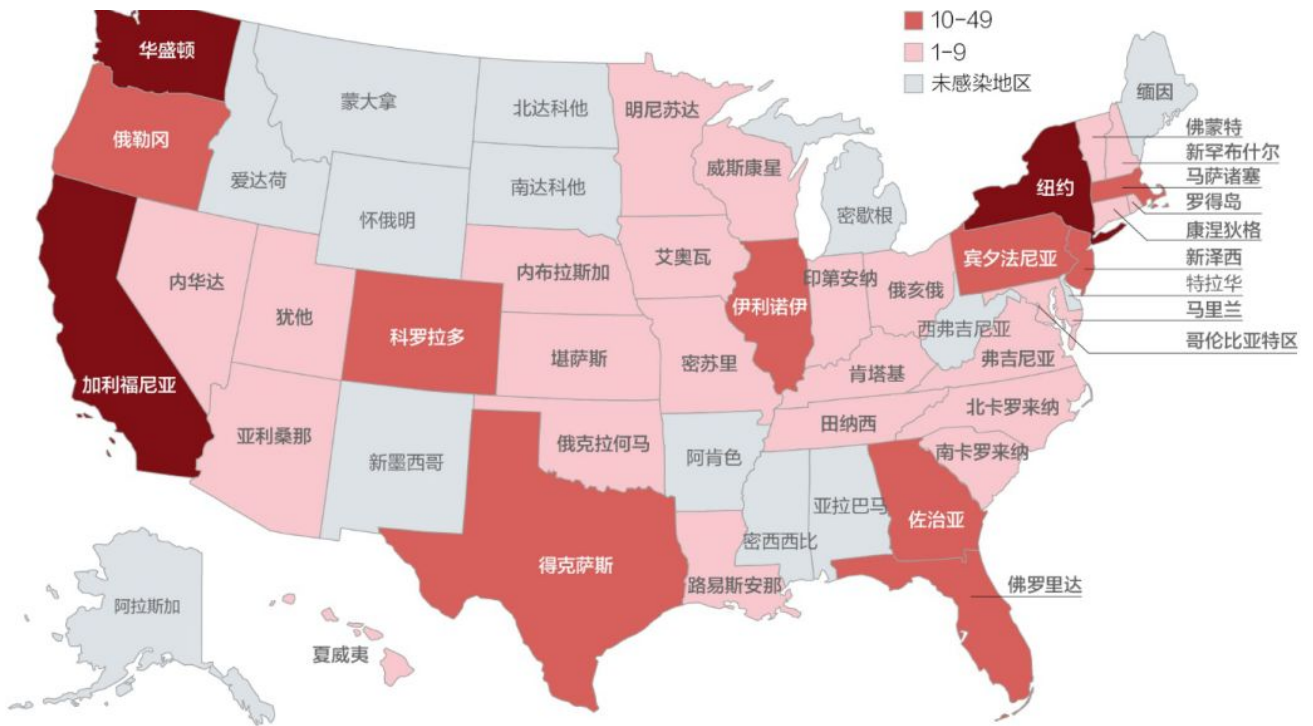 10-49
1-9
未感染地区
华盛顿
蒙大拿
北达科他
明尼苏达
缅因
俄勒冈
爱达荷
怀俄明
南达科他
威斯康星
密歇根
纽约
佛蒙特
新罕布什尔
马萨诸塞
罗得岛
康涅狄格
新泽西
特拉华
马里兰
哥伦比亚特区
内华达
犹他
科罗拉多
内布拉斯加
艾奥瓦
伊利诺伊
印第安纳
俄亥俄
宾夕法尼亚
加利福尼亚
堪萨斯
密苏里
肯塔基
西弗吉尼亚
弗吉尼亚
亚利桑那
新墨西哥
俄克拉何马
阿肯色
田纳西
北卡罗来纳
南卡罗来纳
得克萨斯
路易斯安那
密西西比
亚拉巴马
佐治亚
佛罗里达
阿拉斯加
夏威夷